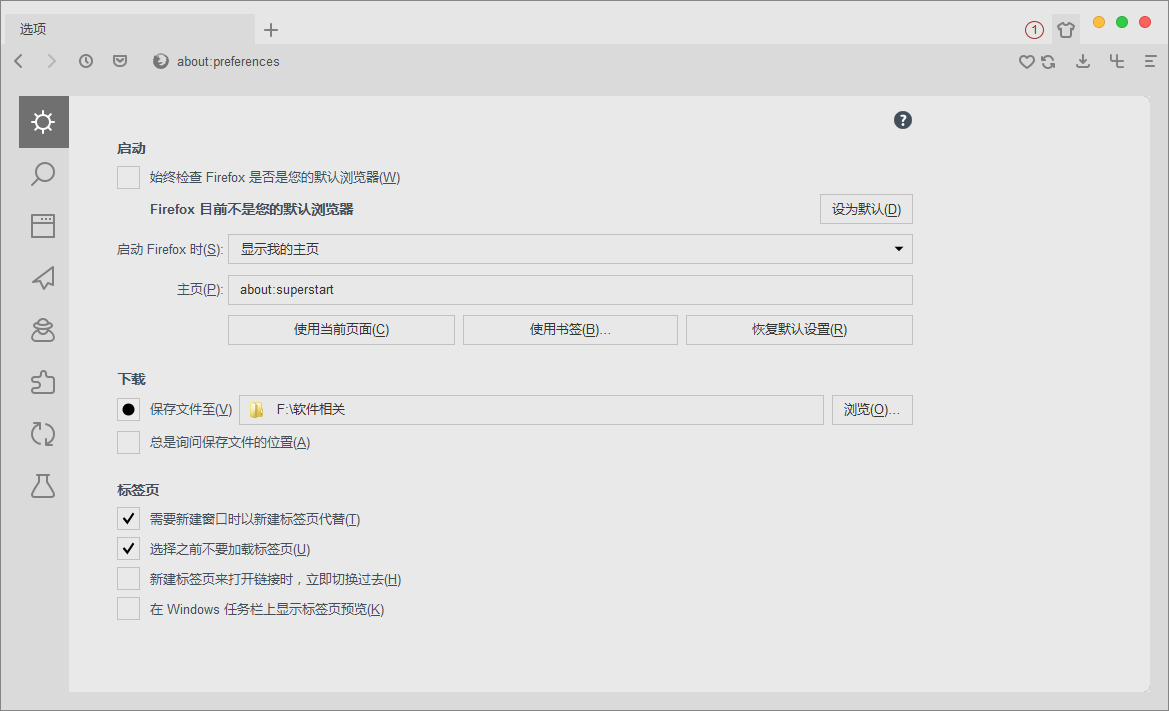 选项
1
about:preferences
?
启动
始终检查 Firefox 是否是您的默认浏览器(W)
Firefox 目前不是您的默认浏览器 设为默认(D)
启动 Firefox 时(S): 显示我的主页
主页(P): about:superstart
使用当前页面(C) 使用书签(B)... 恢复默认设置(R)
下载
保存文件至(V) F:\软件相关 浏览(O)...
总是询问保存文件的位置(A)
标签页
需要新建窗口时以新建标签页代替(T)
选择之前不要加载标签页(U)
新建标签页来打开链接时，立即切换过去(H)
在 Windows 任务栏上显示标签页预览(K)